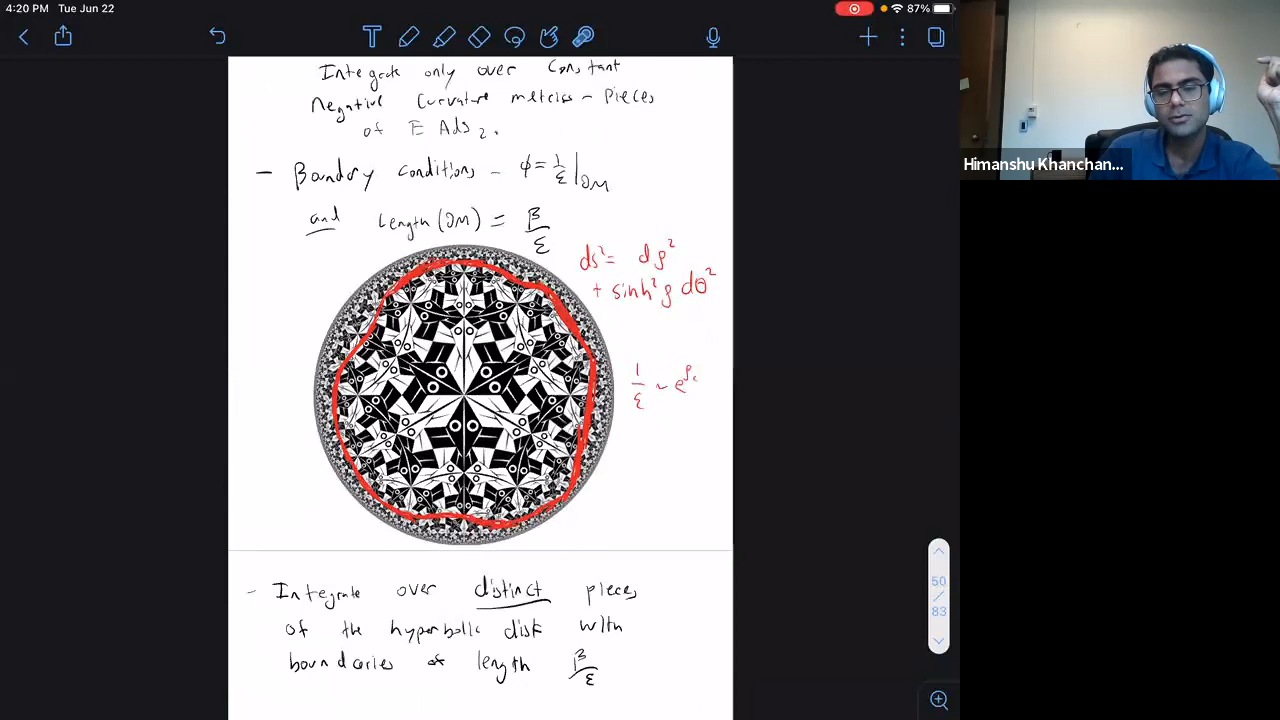 4:20 PM Tue Jun 22
87%
Integrate only over Constant
Negative Curvature metrics - pieces
of E AdS₂.
- Boundary conditions - ϕ = 1/ε |∂M
and Length (∂M) = β/ε
ds² = dρ²
+ sinh²ρ dθ²
1/ε ~ e^ρc
- Integrate over distinct pieces
of the hyperbolic disk with
boundaries of length β/ε
50
/
83
Himanshu Khanchan...